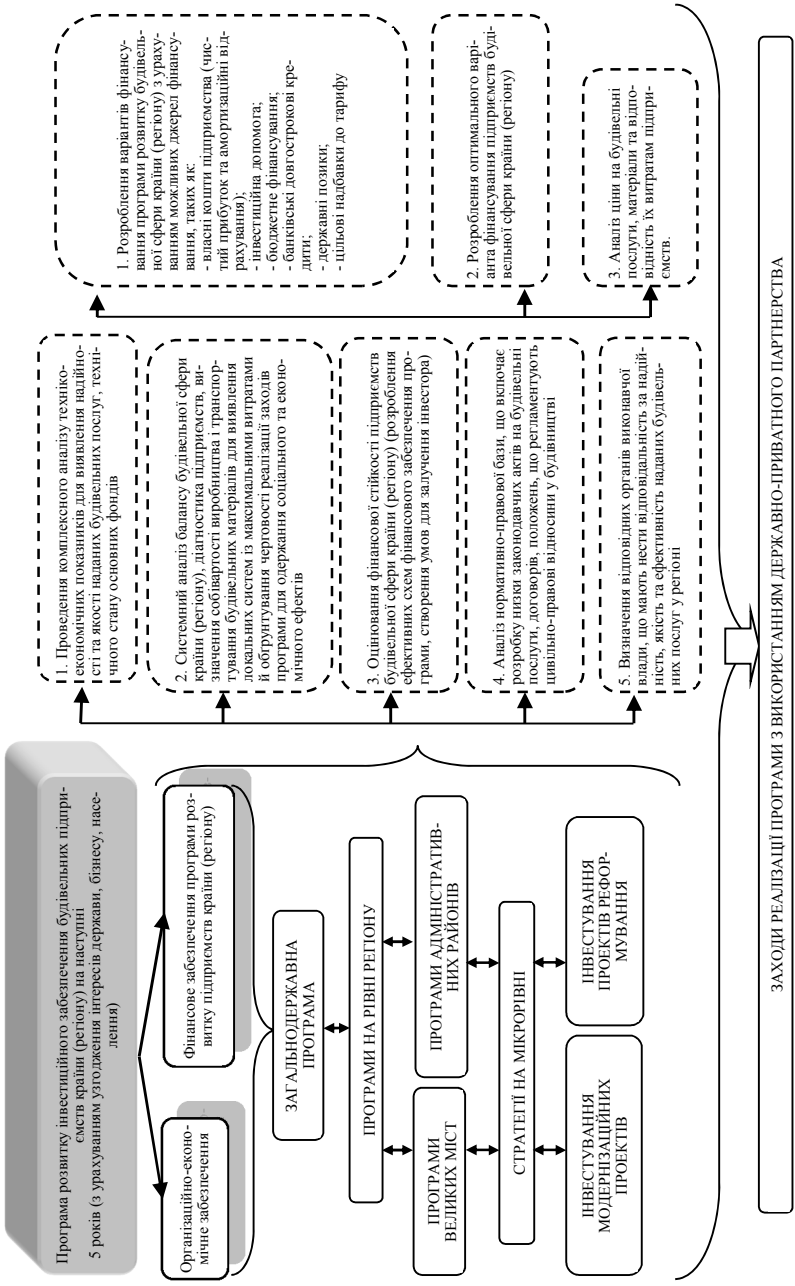 Програма розвитку інвестиційного забезпечення будівельних підпри-
ємств країни (регіону) на наступні
5 років (з урахуванням узгодження інтересів держави, бізнесу, насе-
лення)
Організаційно-еконо-
мічне забезпечення
Фінансове забезпечення програми роз-
витку підприємств країни (регіону)
ЗАГАЛЬНОДЕРЖАВНА
ПРОГРАМА
ПРОГРАМИ НА РІВНІ РЕГІОНУ
ПРОГРАМИ
ВЕЛИКИХ МІСТ
ПРОГРАМИ АДМІНІСТРАТИВ-
НИХ РАЙОНІВ
СТРАТЕГІЇ НА МІКРОРІВНІ
ІНВЕСТУВАННЯ
МОДЕРНІЗАЦІЙНИХ
ПРОЕКТІВ
ІНВЕСТУВАННЯ
ПРОЕКТІВ РЕФОР-
МУВАННЯ
1. Проведення комплексного аналізу техніко-
економічних показників для виявлення надійно-
сті та якості наданих будівельних послуг, техні-
чного стану основних фондів
2. Системний аналіз балансу будівельної сфери
країни (регіону), діагностика підприємств, ви-
значення собівартості виробництва і транспор-
тування будівельних матеріалів для виявлення
локальних систем із максимальними витратами
й обґрунтування черговості реалізації заходів
програми для одержання соціального та еконо-
мічного ефектів
3. Оцінювання фінансової стійкості підприємств
будівельної сфери країни (регіону) (розроблення
ефективних схем фінансового забезпечення про-
грами, створення умов для залучення інвестора)
4. Аналіз нормативно-правової бази, що включає
розробку низки законодавчих актів на будівельні
послуги, договорів, положень, що регламентують
цивільно-правові відносини у будівництві
5. Визначення відповідних органів виконавчої
влади, що мають нести відповідальність за надій-
ність, якість та ефективність наданих будівель-
них послуг у регіоні
1. Розроблення варіантів фінансу-
вання програми розвитку будівель-
ної сфери країни (регіону) з ураху-
ванням можливих джерел фінансу-
вання, таких як:
- власні кошти підприємства (чис-
тий прибуток та амортизаційні від-
рахування);
- інвестиційна допомога;
- бюджетне фінансування;
- банківські довгострокові кре-
дити;
- державні позики;
- цільові надбавки до тарифу
2. Розроблення оптимального варі-
анта фінансування підприємств буді-
вельної сфери країни (регіону)
3. Аналіз ціни на будівельні
послуги, матеріали та відпо-
відність їх витратам підпри-
ємств.
ЗАХОДИ РЕАЛІЗАЦІЇ ПРОГРАМИ З ВИКОРИСТАННЯМ ДЕРЖАВНО-ПРИВАТНОГО ПАРТНЕРСТВА